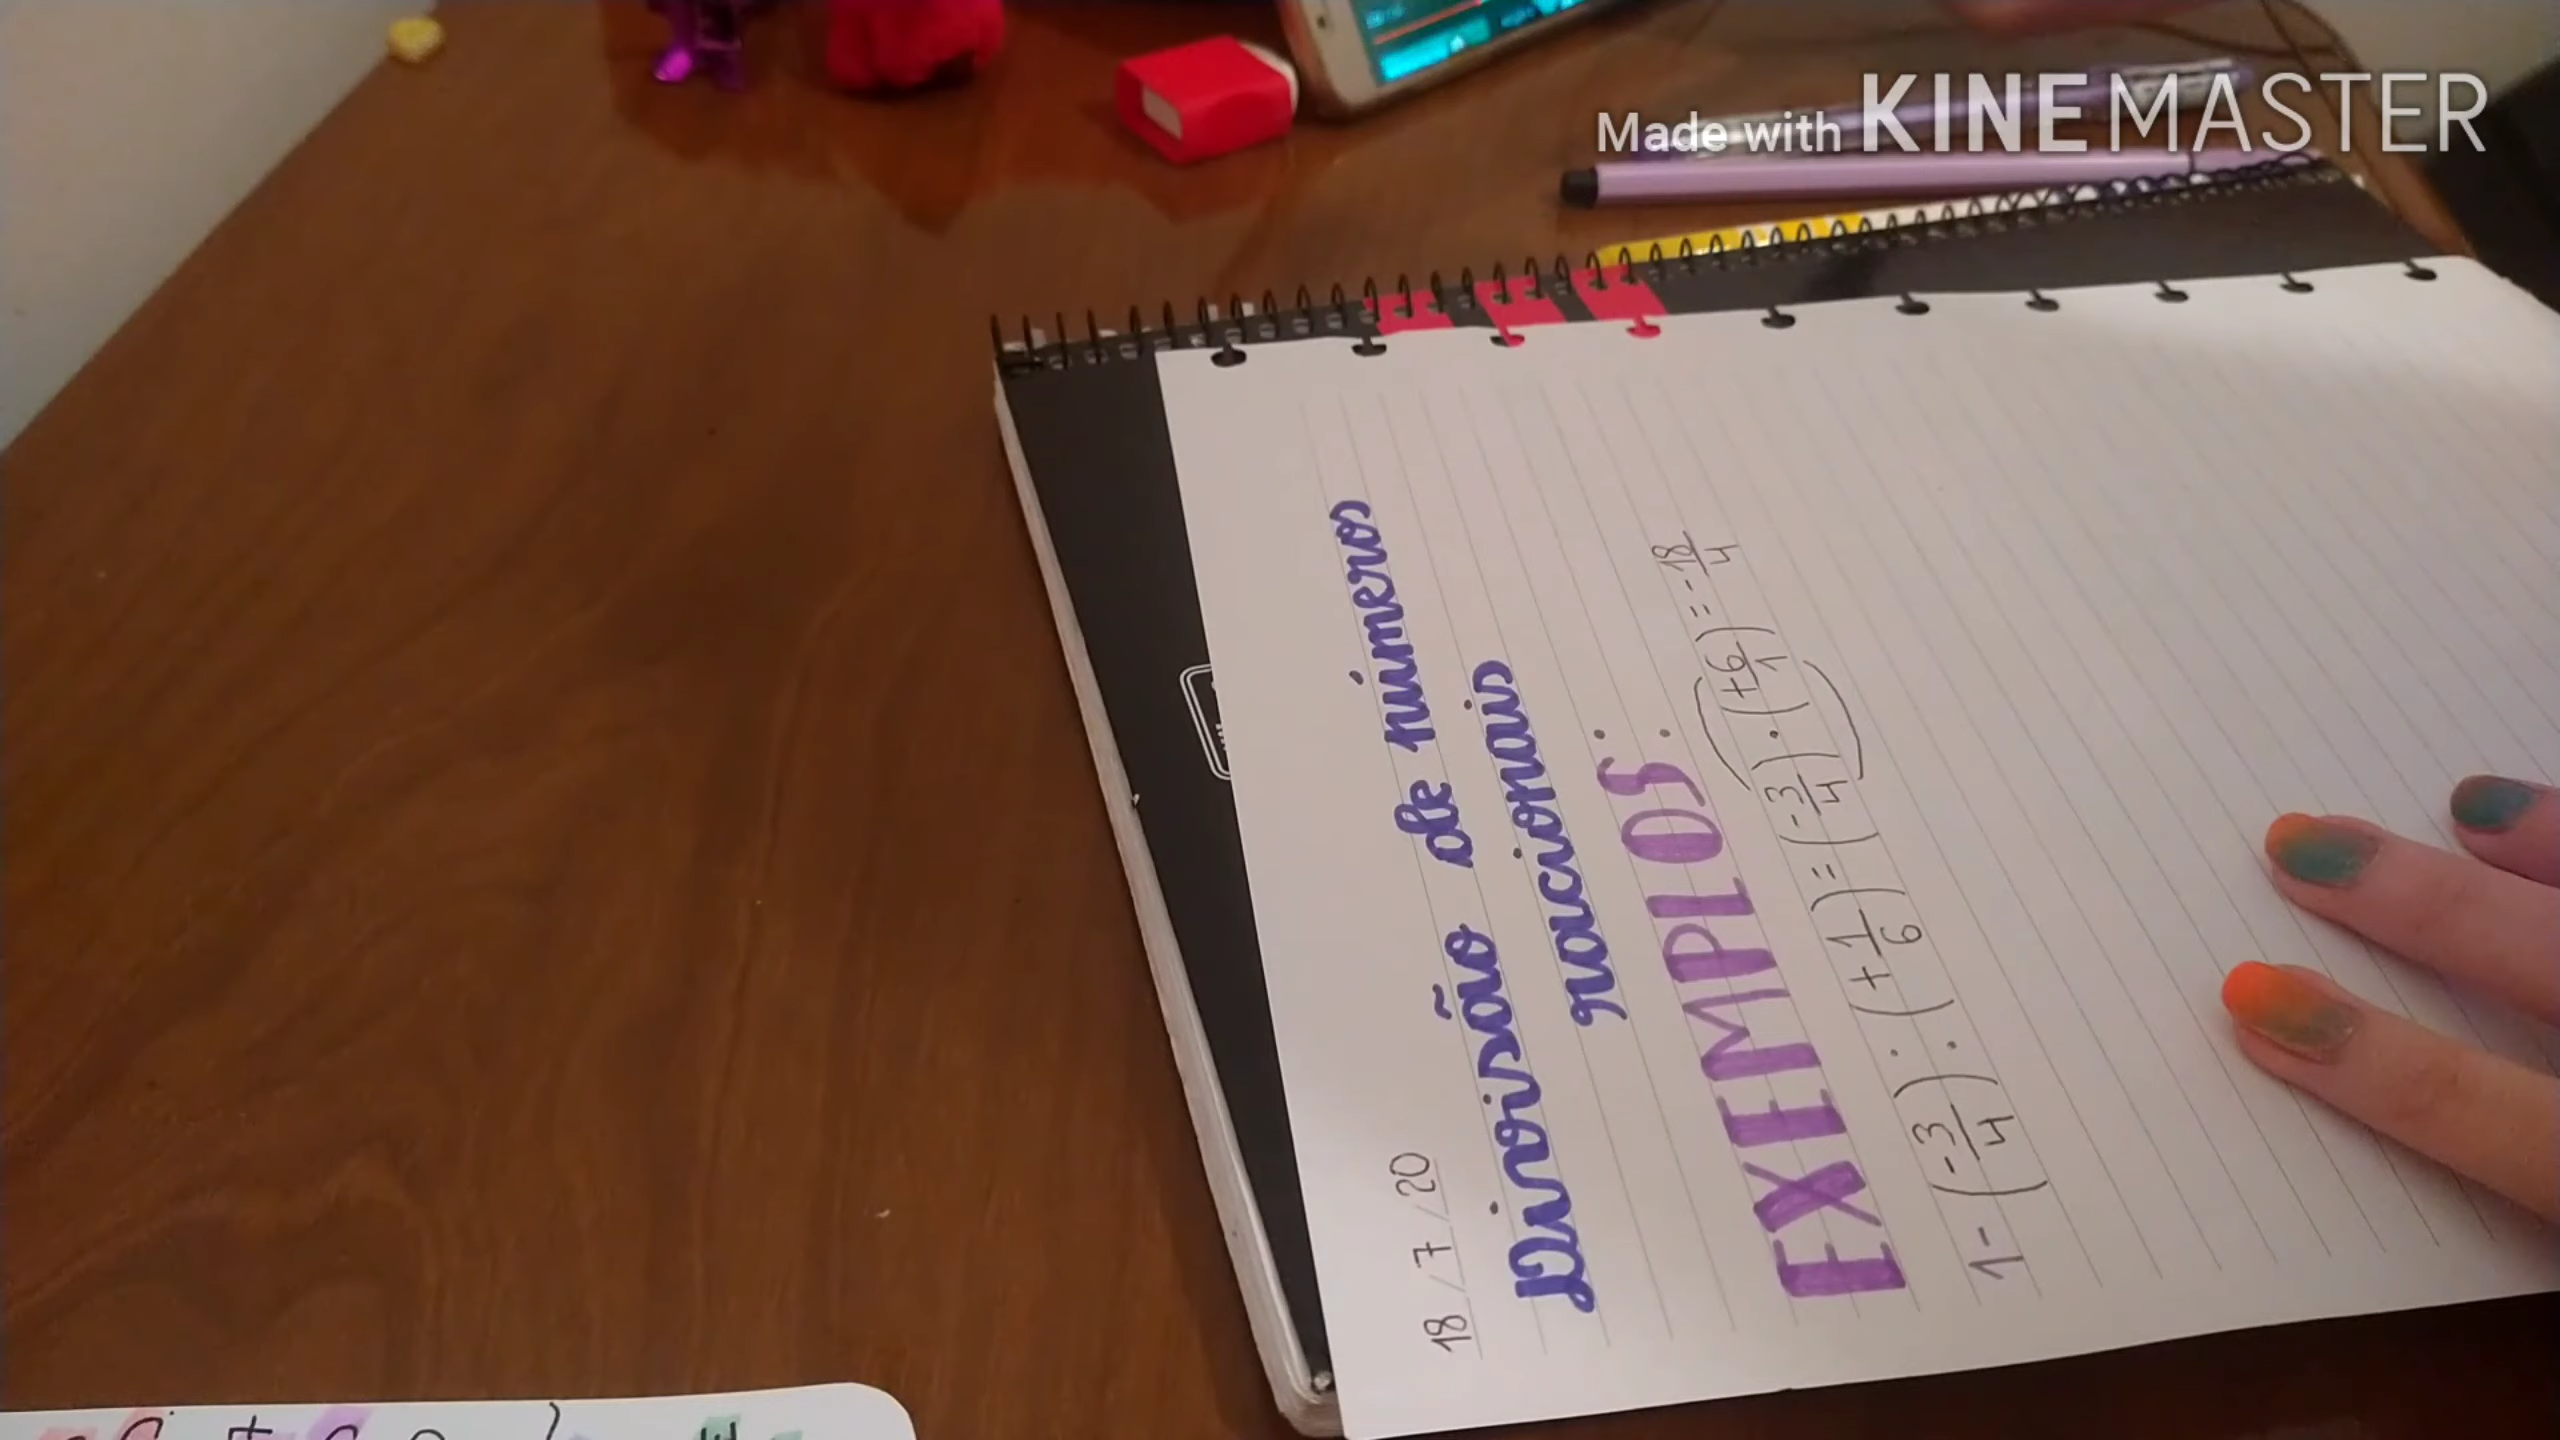 Made with KINEMASTER
18/7/20
Divisão de números
racionais
EXEMPLOS:
1- (-3/4) : (+1/6) = (-3/4) . (+6/1) = -18/4